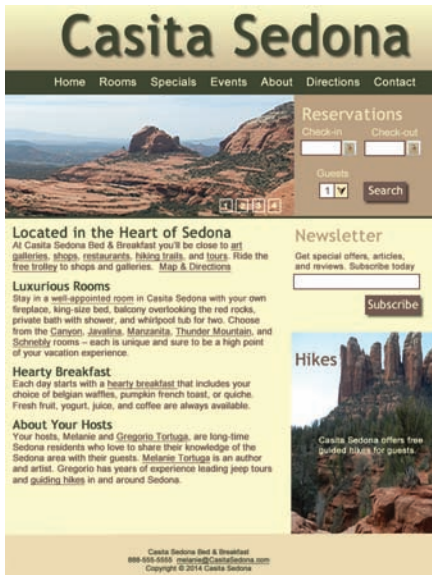 Casita Sedona
Home Rooms Specials Events About Directions Contact
Reservations
Check-in Check-out
Guests
1
Search
1 2 3 4
Located in the Heart of Sedona
At Casita Sedona Bed & Breakfast you'll be close to art
galleries, shops, restaurants, hiking trails, and tours. Ride the
free trolley to shops and galleries. Map & Directions
Luxurious Rooms
Stay in a well-appointed room in Casita Sedona with your own
fireplace, king-size bed, balcony overlooking the red rocks,
private bath with shower, and whirlpool tub for two. Choose
from the Canyon, Javalina, Manzanita, Thunder Mountain, and
Schnebly rooms – each is unique and sure to be a high point
of your vacation experience.
Hearty Breakfast
Each day starts with a hearty breakfast that includes your
choice of belgian waffles, pumpkin french toast, or quiche.
Fresh fruit, yogurt, juice, and coffee are always available.
About Your Hosts
Your hosts, Melanie and Gregorio Tortuga, are long-time
Sedona residents who love to share their knowledge of the
Sedona area with their guests. Melanie Tortuga is an author
and artist. Gregorio has years of experience leading jeep tours
and guiding hikes in and around Sedona.
Newsletter
Get special offers, articles,
and reviews. Subscribe today
Subscribe
Hikes
Casita Sedona offers free
guided hikes for guests.
Casita Sedona Bed & Breakfast
888-555-5555 melanie@CasitaSedona.com
Copyright © 2014 Casita Sedona